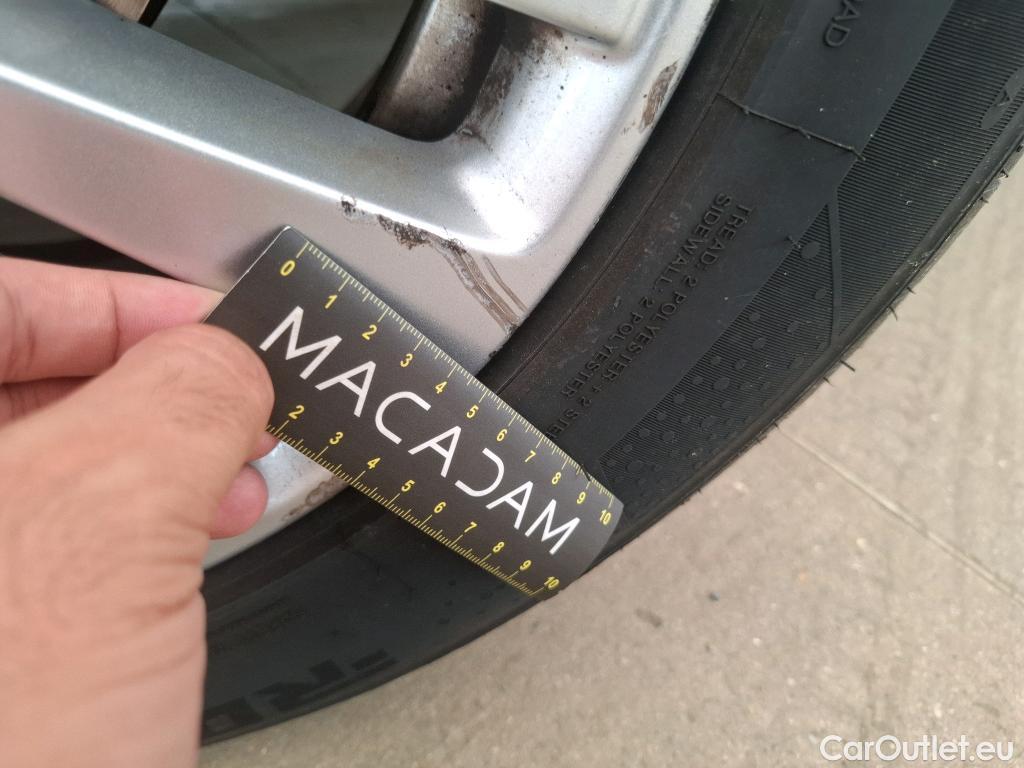 OAD
TREAD: 2 POLYESTER + 2
SIDEWALL: 2 POLYESTER
0 1 2 3 4 5 6 7 8 9 10
MACADAM
2 3 4 5 6 7 8 9 10
CarOutlet.eu